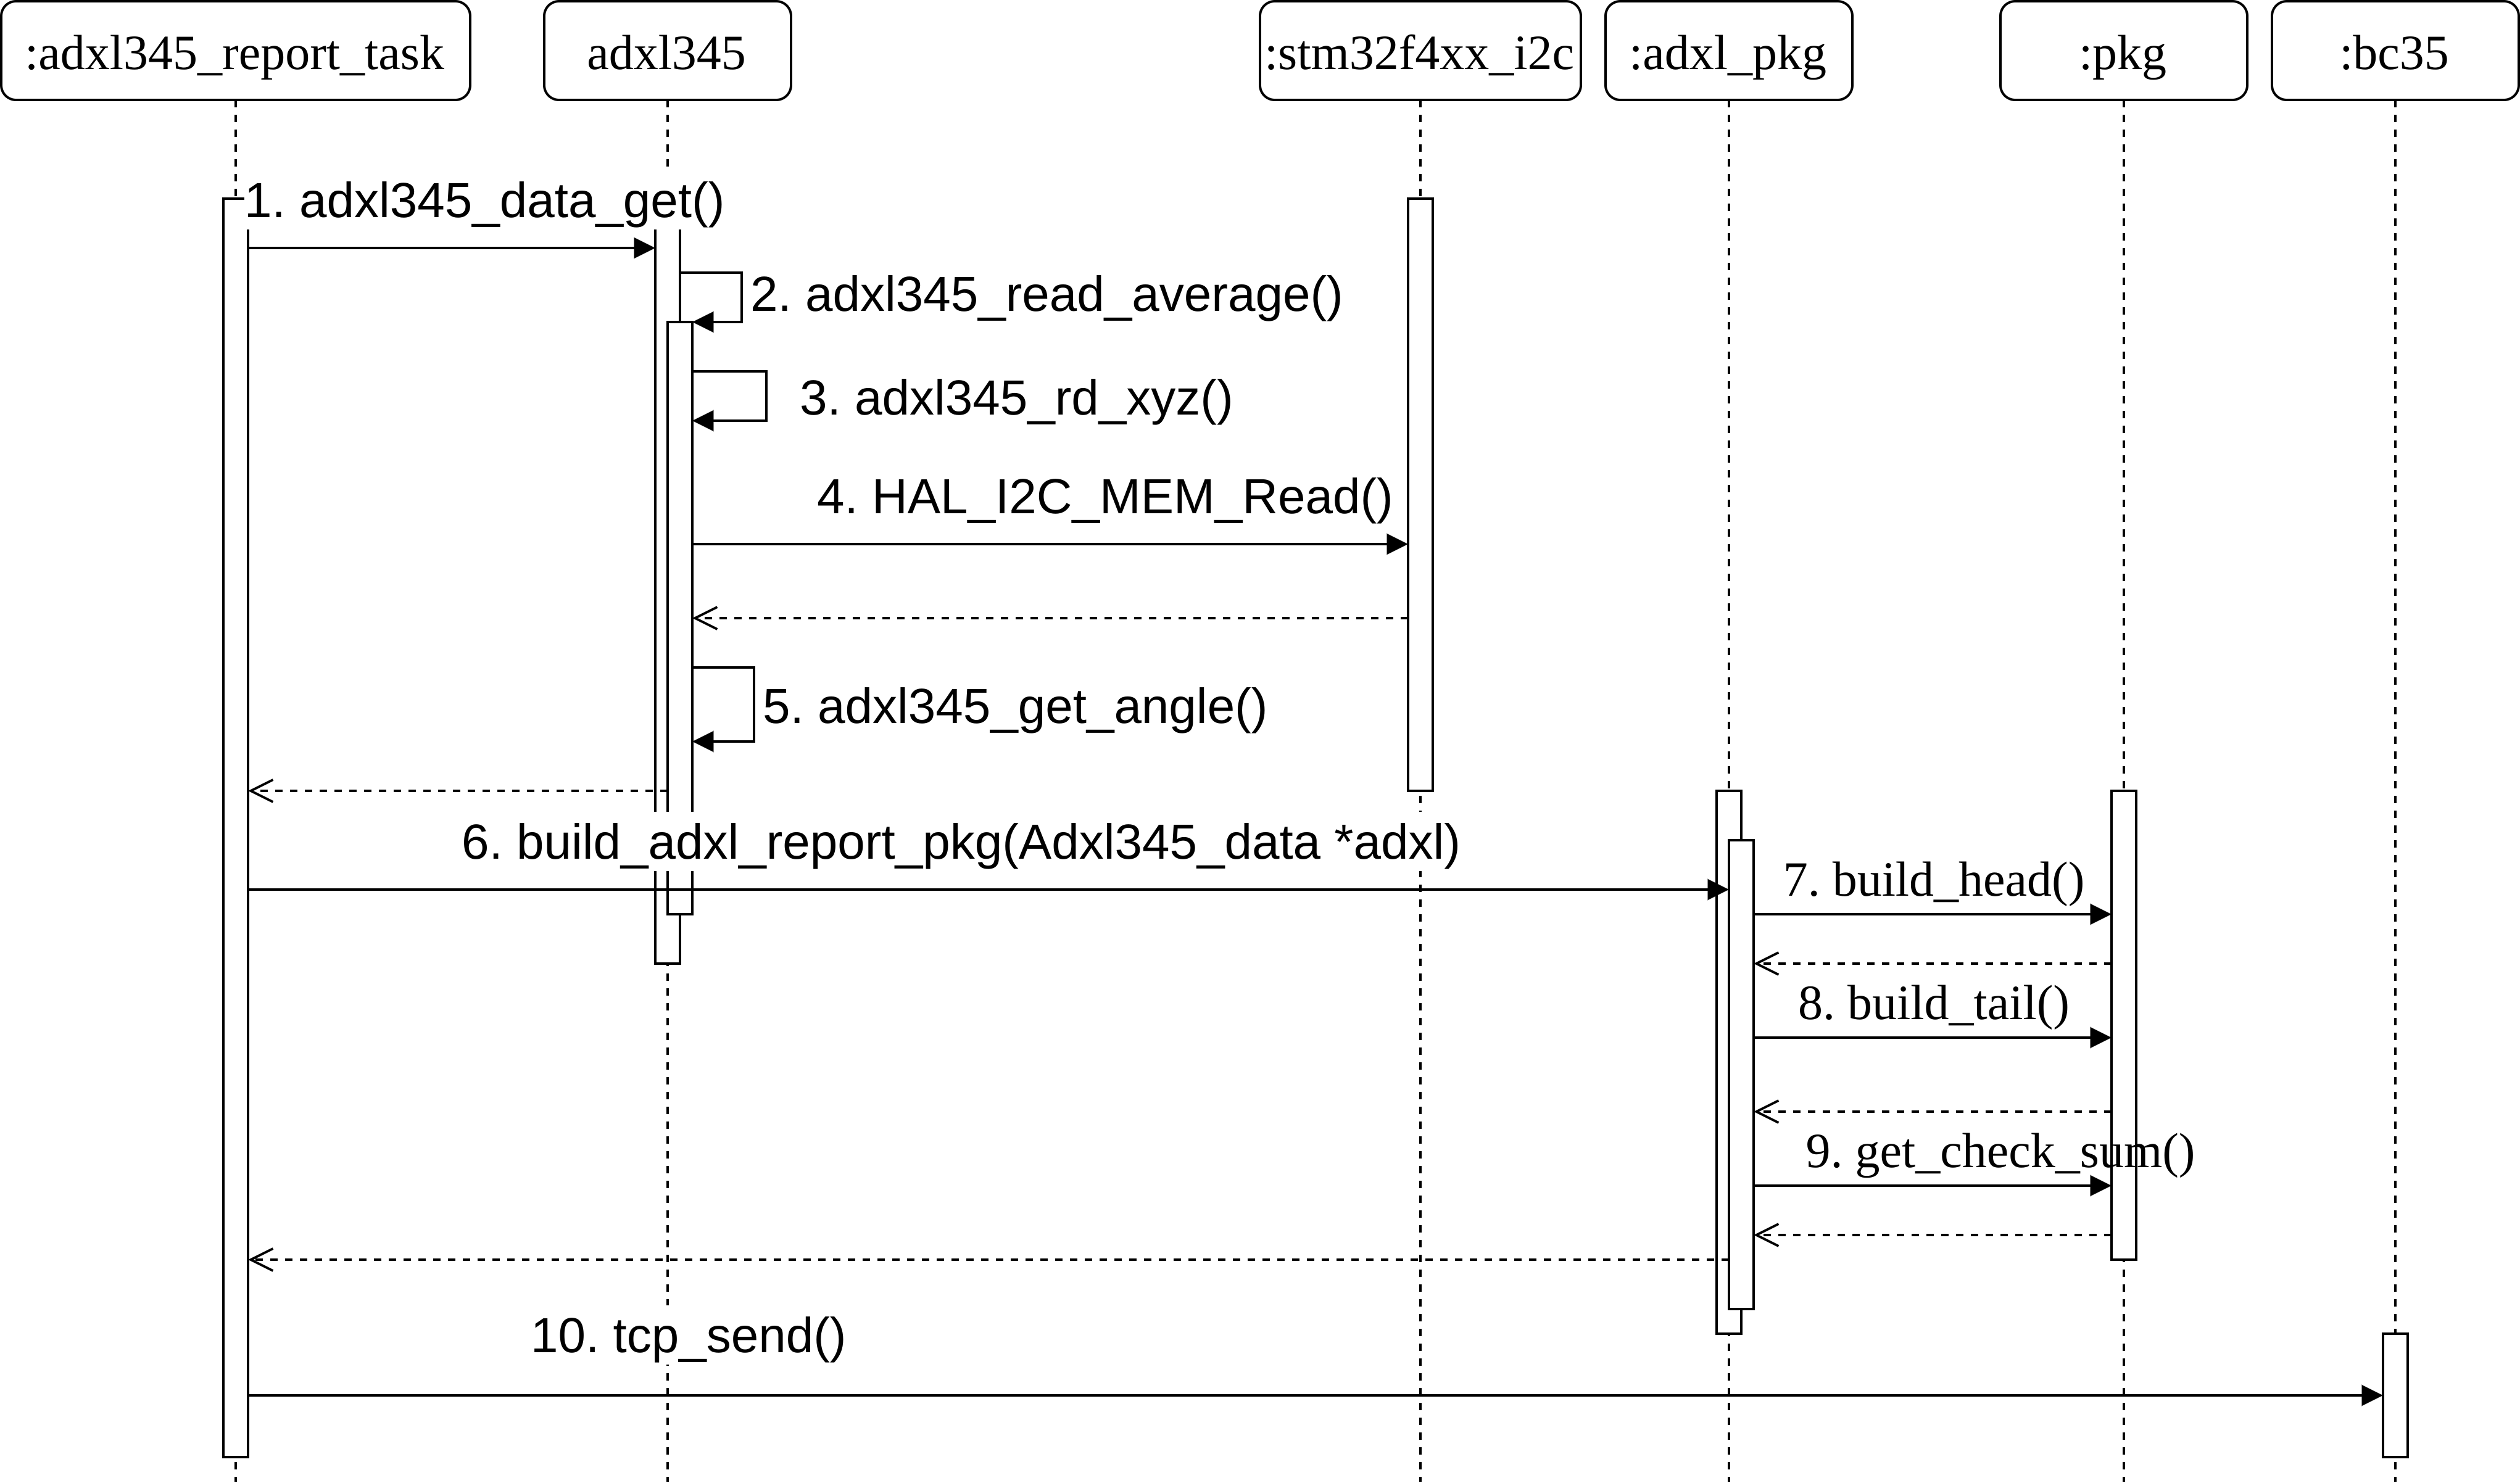 :adxl345_report_task
adxl345
:stm32f4xx_i2c
:adxl_pkg
:pkg
:bc35
1. adxl345_data_get()
2. adxl345_read_average()
3. adxl345_rd_xyz()
4. HAL_I2C_MEM_Read()
5. adxl345_get_angle()
6. build_adxl_report_pkg(Adxl345_data *adxl)
7. build_head()
8. build_tail()
9. get_check_sum()
10. tcp_send()